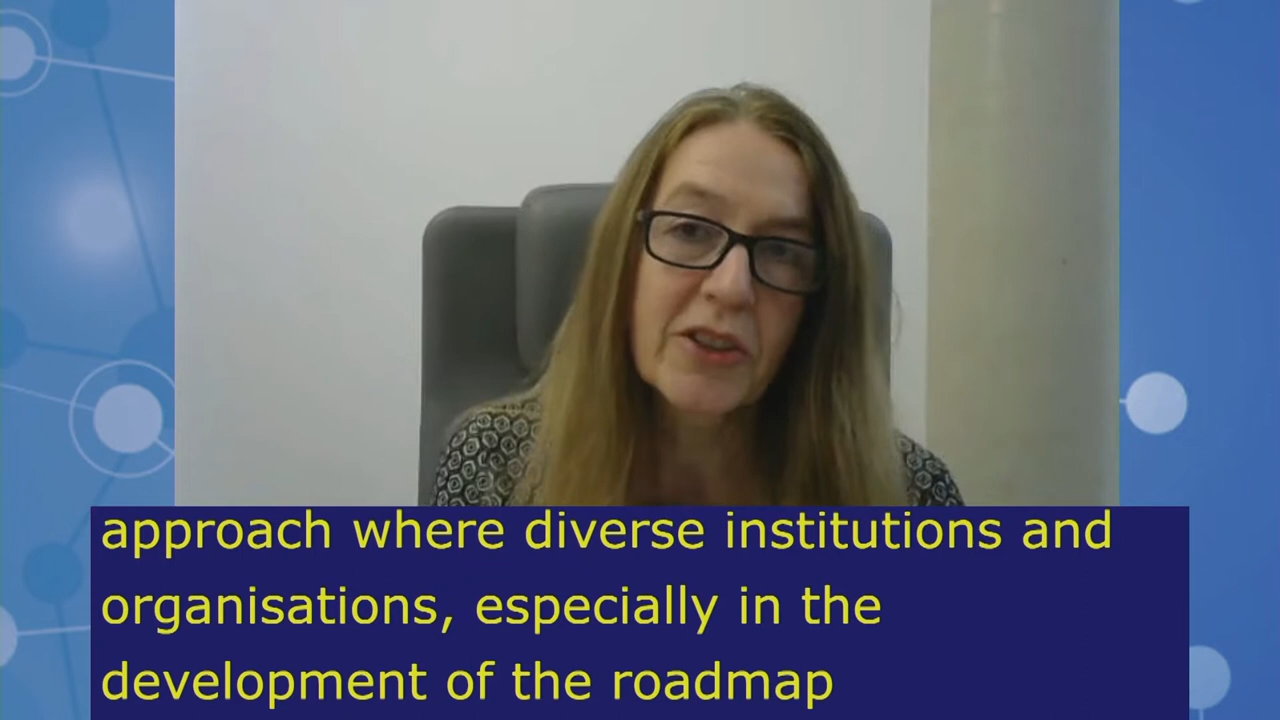 approach where diverse institutions and
organisations, especially in the
development of the roadmap